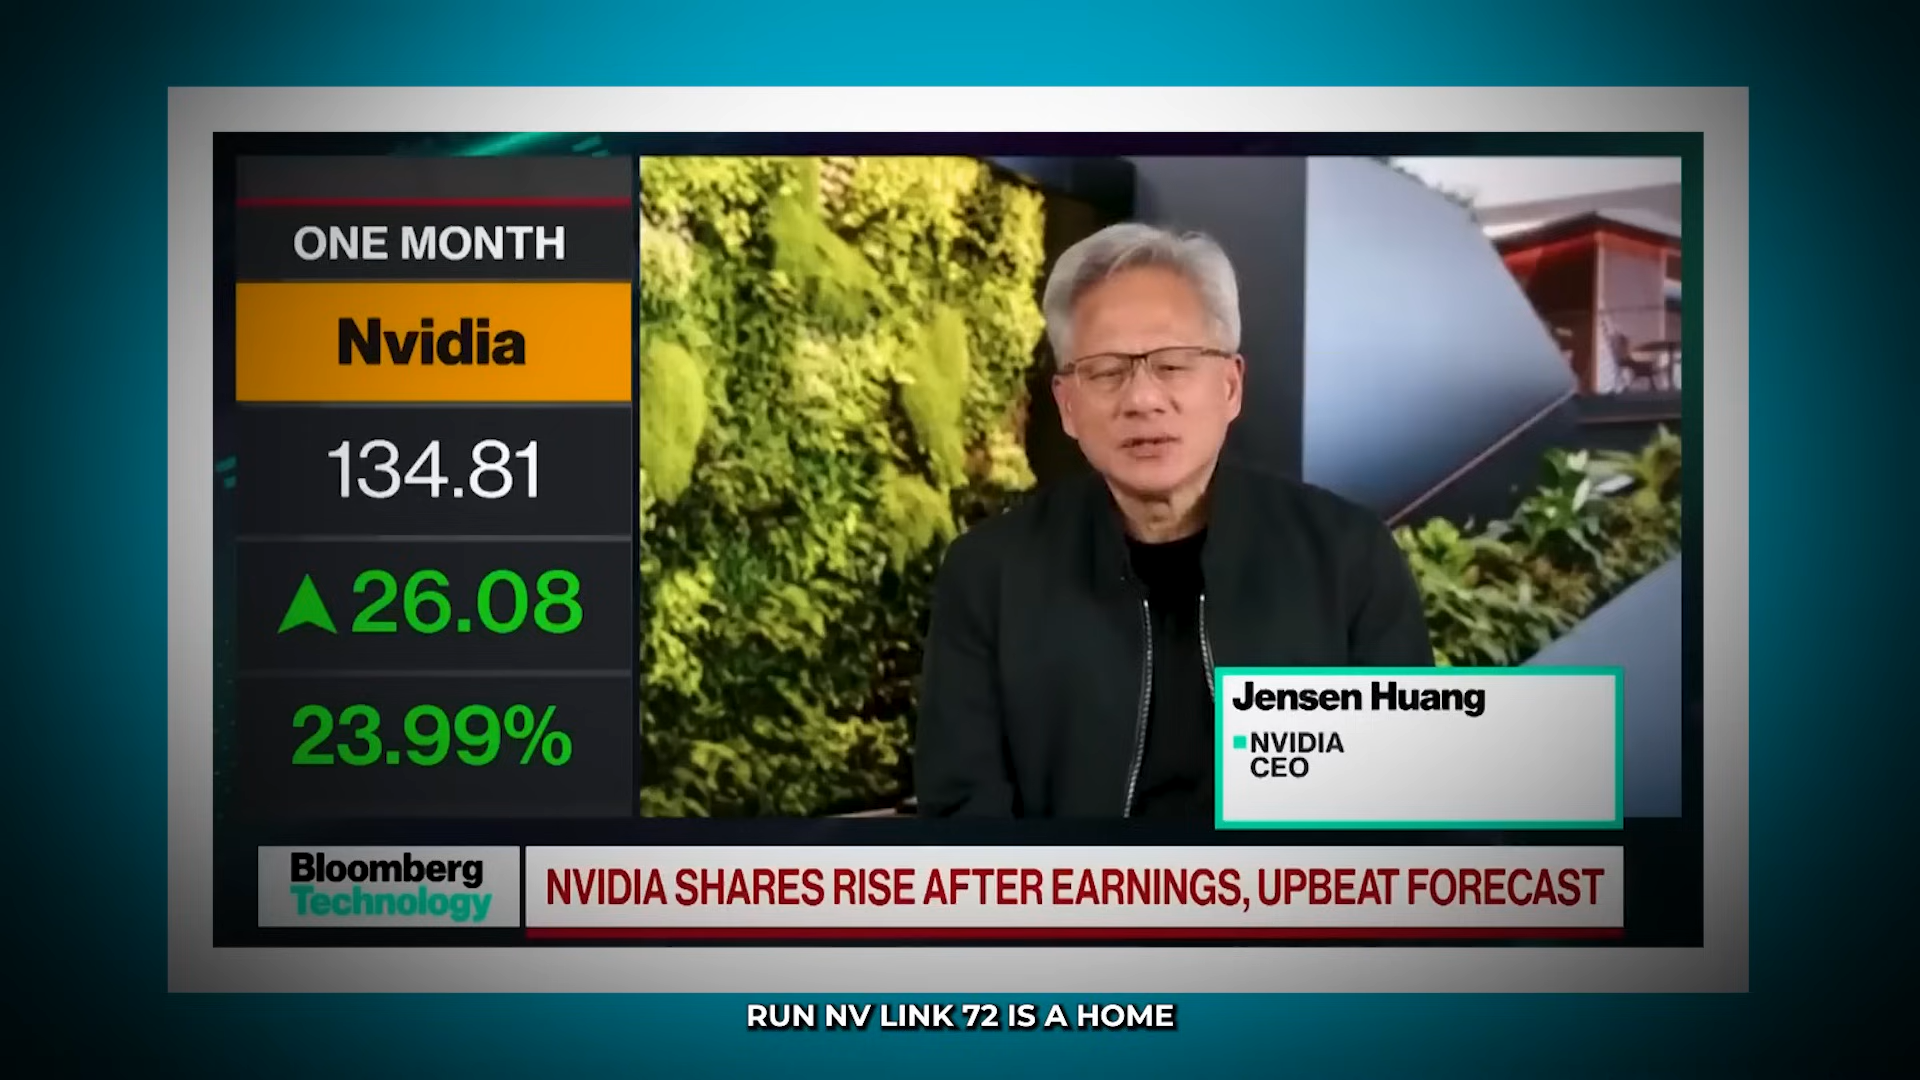 ONE MONTH
Nvidia
134.81
▲26.08
23.99%
Jensen Huang
NVIDIA
CEO
Bloomberg
Technology
NVIDIA SHARES RISE AFTER EARNINGS, UPBEAT FORECAST
RUN NV LINK 72 IS A HOME